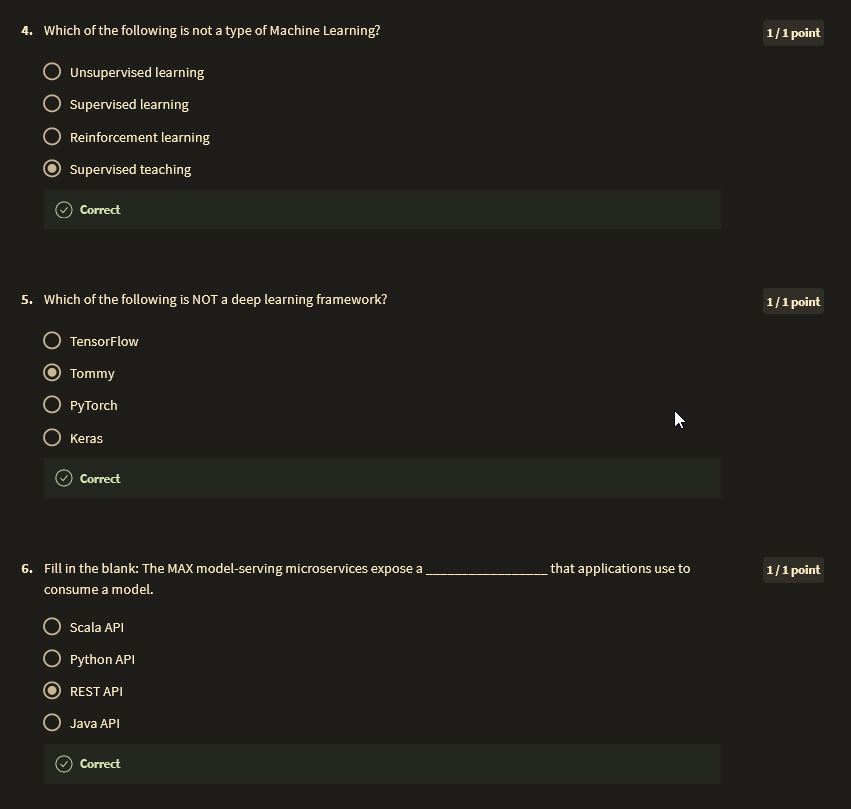 4. Which of the following is not a type of Machine Learning? 1 / 1 point
Unsupervised learning
Supervised learning
Reinforcement learning
Supervised teaching
Correct
5. Which of the following is NOT a deep learning framework? 1 / 1 point
TensorFlow
Tommy
PyTorch
Keras
Correct
6. Fill in the blank: The MAX model-serving microservices expose a _________________ that applications use to 1 / 1 point
consume a model.
Scala API
Python API
REST API
Java API
Correct